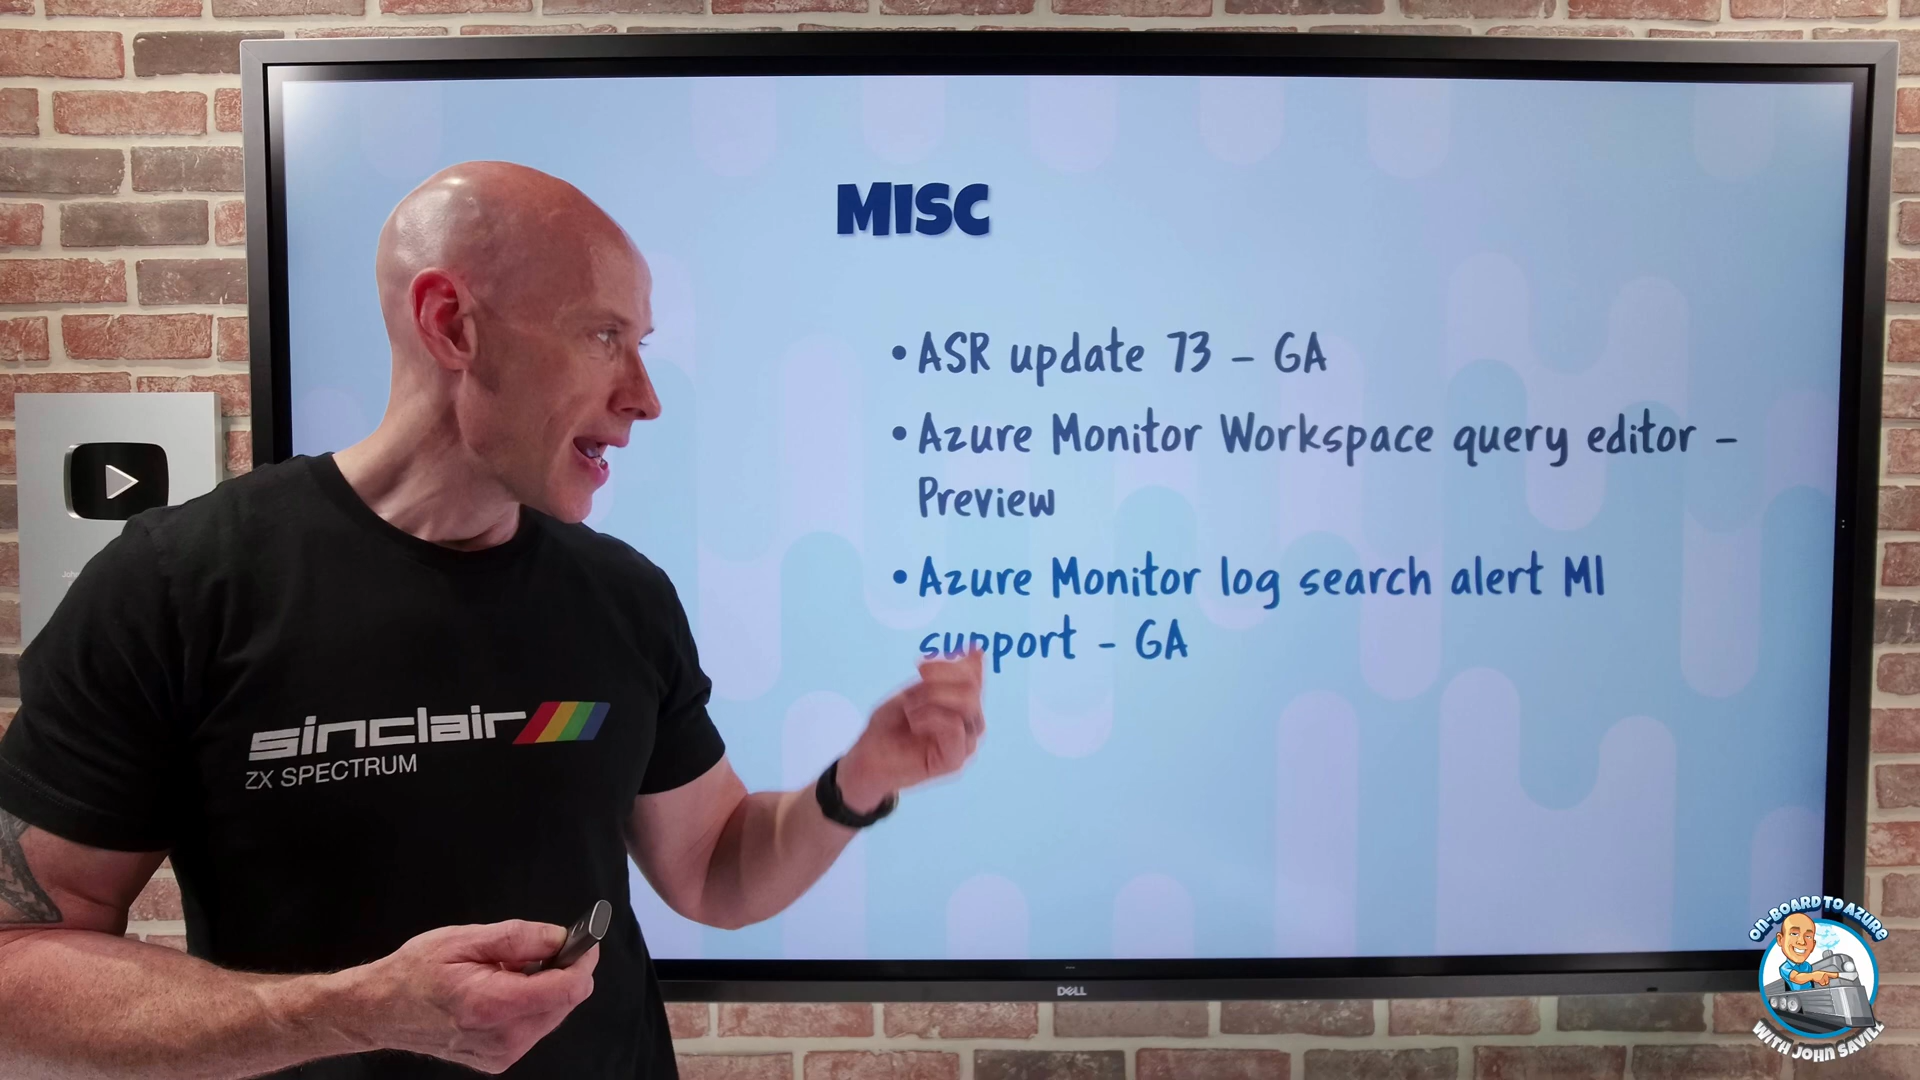 MISC
• ASR update 73 – GA
• Azure Monitor Workspace query editor –
Preview
• Azure Monitor log search alert MI
support – GA
sinclair
ZX SPECTRUM
DELL
ON-BOARD TO AZURE
WITH JOHN SAVILL